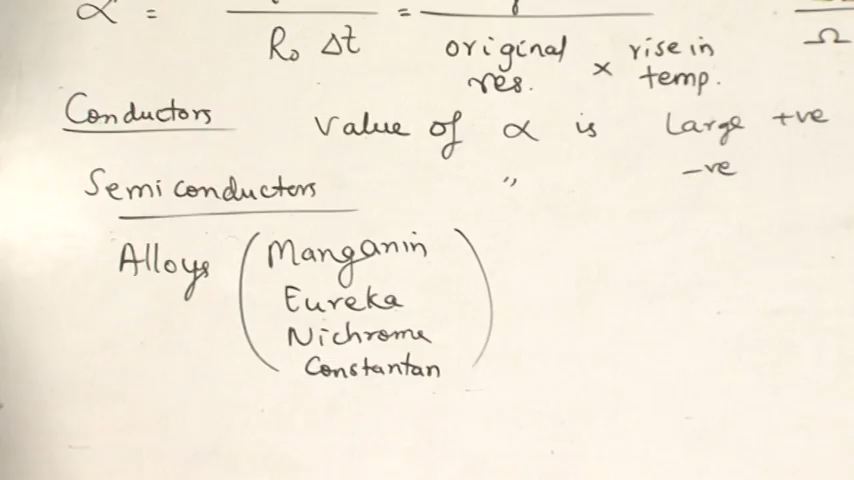 α = =
R₀ Δt original res. × rise in temp. Ω
Conductors Value of α is Large +ve
Semiconductors " -ve
Alloys (Manganin
Eureka
Nichrome
Constantan)